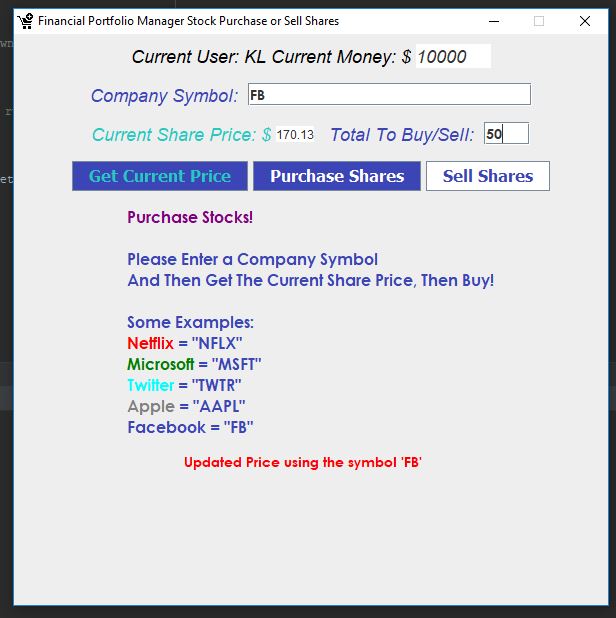 Financial Portfolio Manager Stock Purchase or Sell Shares
Current User: KL Current Money: $ 10000
Company Symbol: FB
Current Share Price: $ 170.13 Total To Buy/Sell: 50
Get Current Price Purchase Shares Sell Shares
Purchase Stocks!
Please Enter a Company Symbol
And Then Get The Current Share Price, Then Buy!
Some Examples:
Netflix = "NFLX"
Microsoft = "MSFT"
Twitter = "TWTR"
Apple = "AAPL"
Facebook = "FB"
Updated Price using the symbol 'FB'